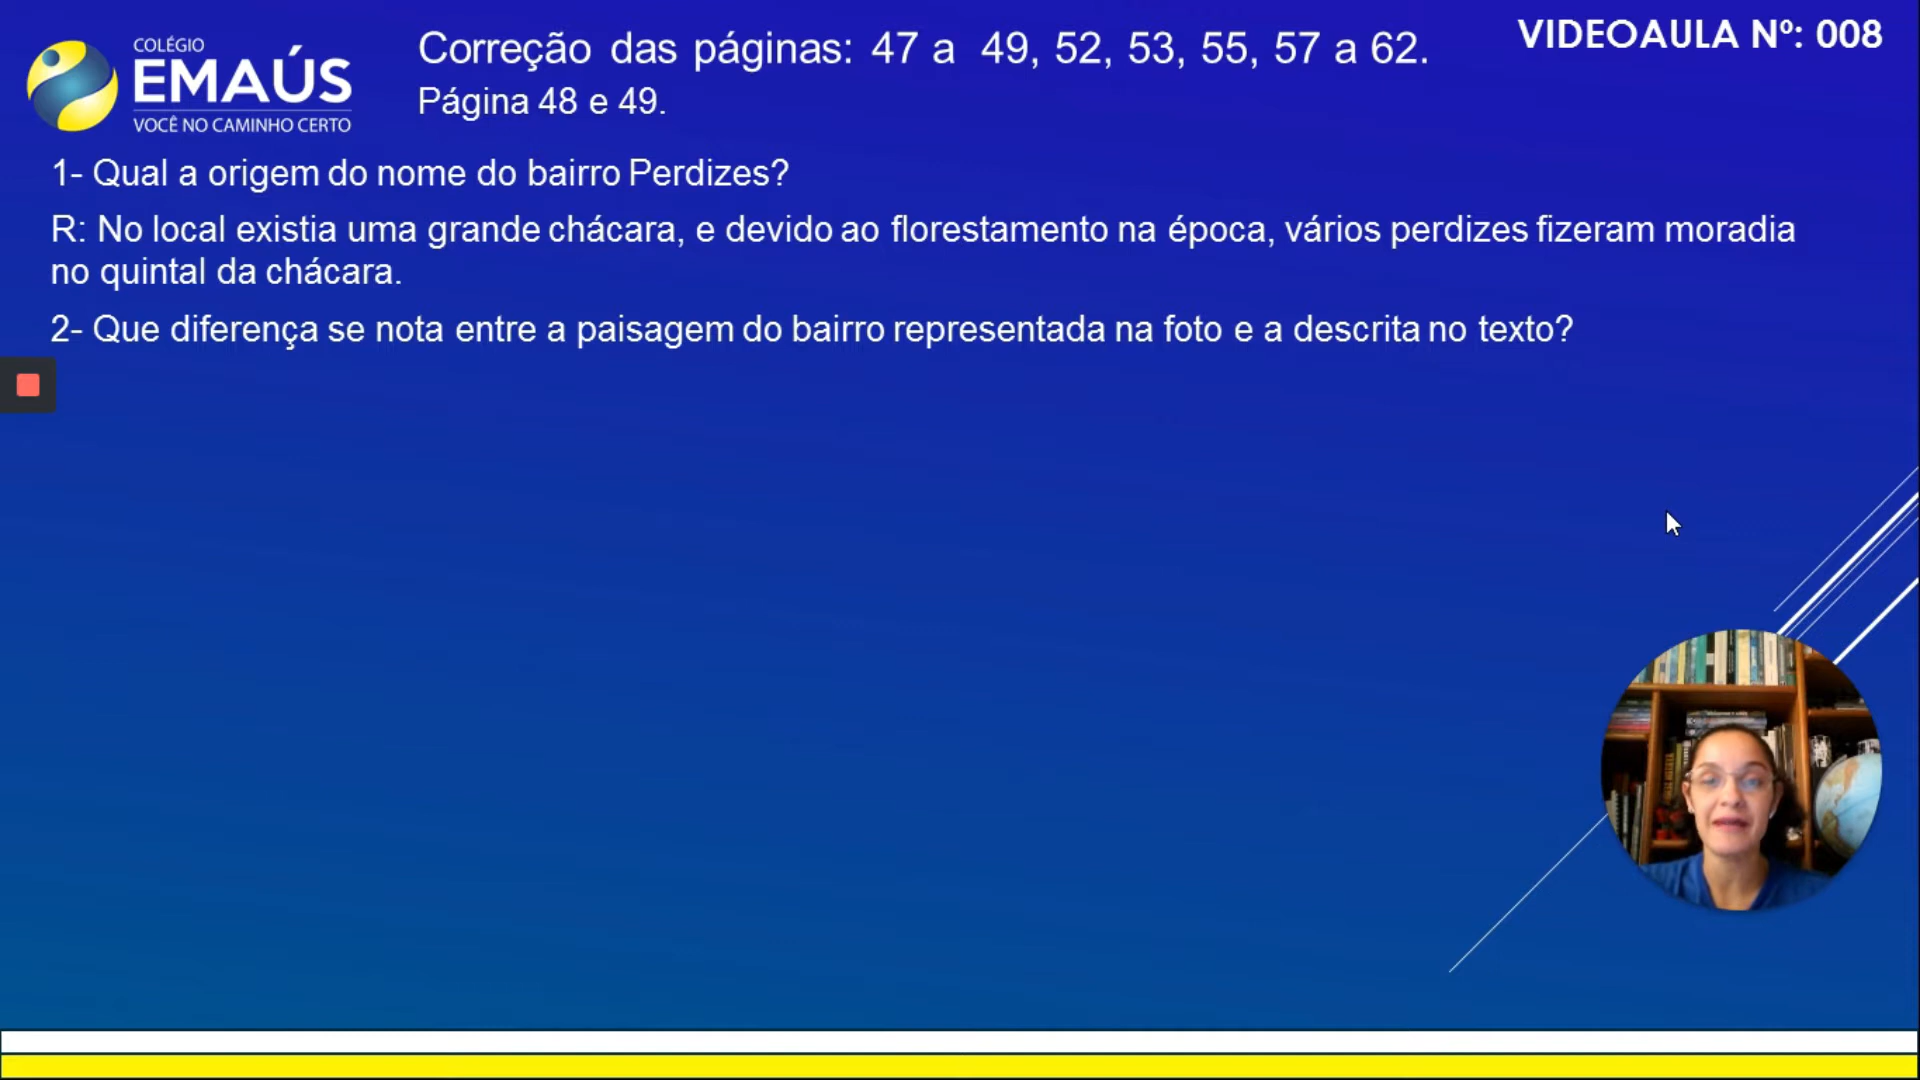 COLÉGIO
EMAÚS
VOCÊ NO CAMINHO CERTO
Correção das páginas: 47 a 49, 52, 53, 55, 57 a 62.
Página 48 e 49.
VIDEOAULA Nº: 008
1- Qual a origem do nome do bairro Perdizes?
R: No local existia uma grande chácara, e devido ao florestamento na época, vários perdizes fizeram moradia
no quintal da chácara.
2- Que diferença se nota entre a paisagem do bairro representada na foto e a descrita no texto?